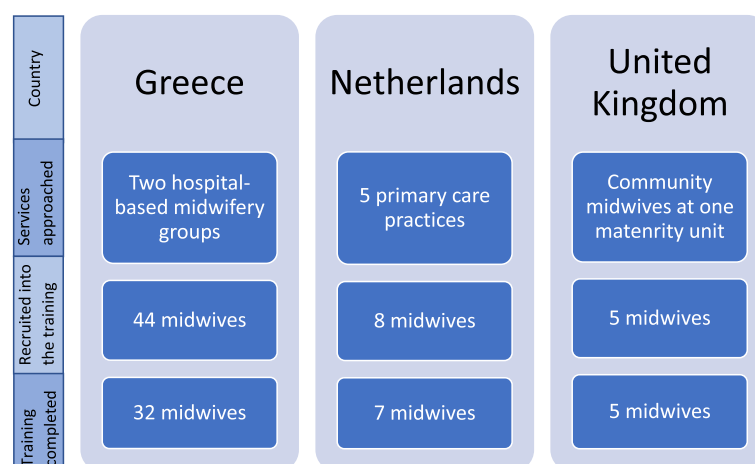 Country
Greece
Netherlands
United
Kingdom
Services
approached
Two hospital-
based midwifery
groups
5 primary care
practices
Community
midwives at one
matenrity unit
Recruited into
the training
44 midwives
8 midwives
5 midwives
Training
completed
32 midwives
7 midwives
5 midwives